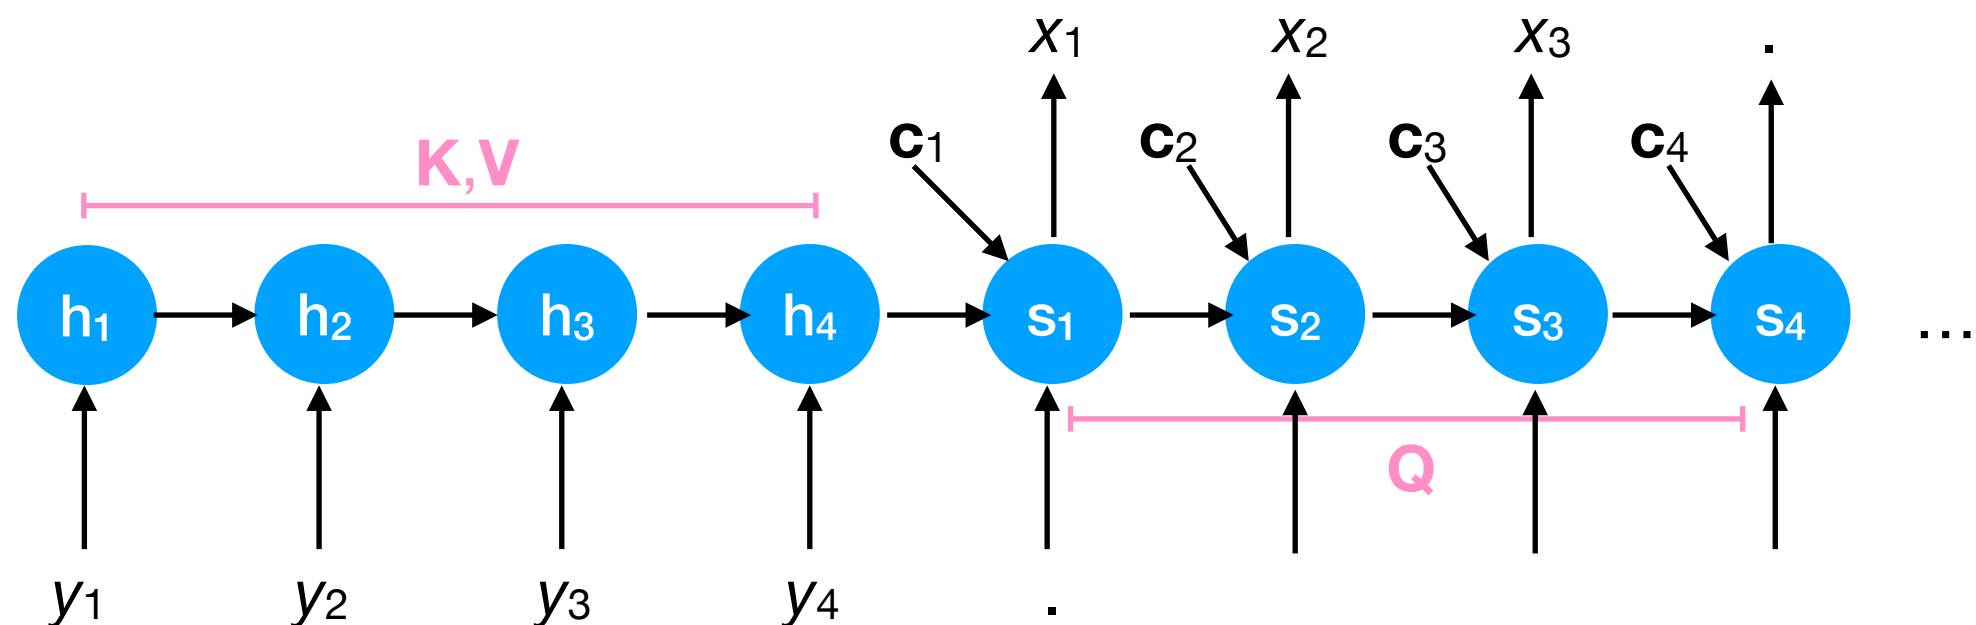 x₁ x₂ x₃ .
c₁ c₂ c₃ c₄
K,V
h₁ h₂ h₃ h₄ s₁ s₂ s₃ s₄ ...
Q
y₁ y₂ y₃ y₄ .